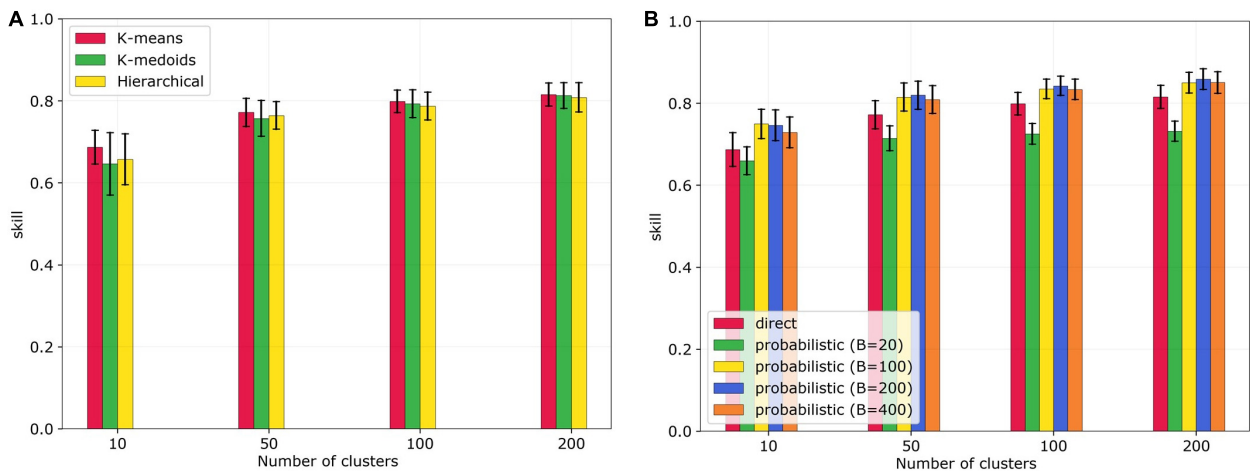 A
1.0
0.8
0.6
0.4
0.2
0.0
skill
K-means
K-medoids
Hierarchical
10 50 100 200
Number of clusters
B
1.0
0.8
0.6
0.4
0.2
0.0
skill
direct
probabilistic (B=20)
probabilistic (B=100)
probabilistic (B=200)
probabilistic (B=400)
10 50 100 200
Number of clusters